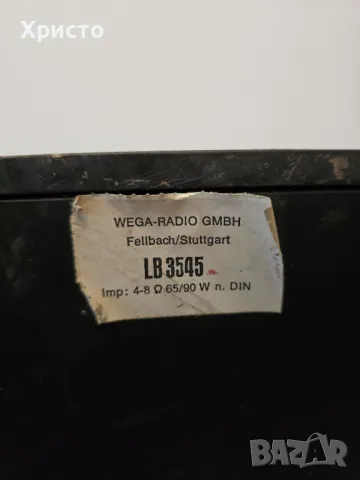 Христо
WEGA-RADIO GMBH
Fellbach/Stuttgart
LB 3545
Imp: 4-8 Ω 65/90 W n. DIN
BAZAR